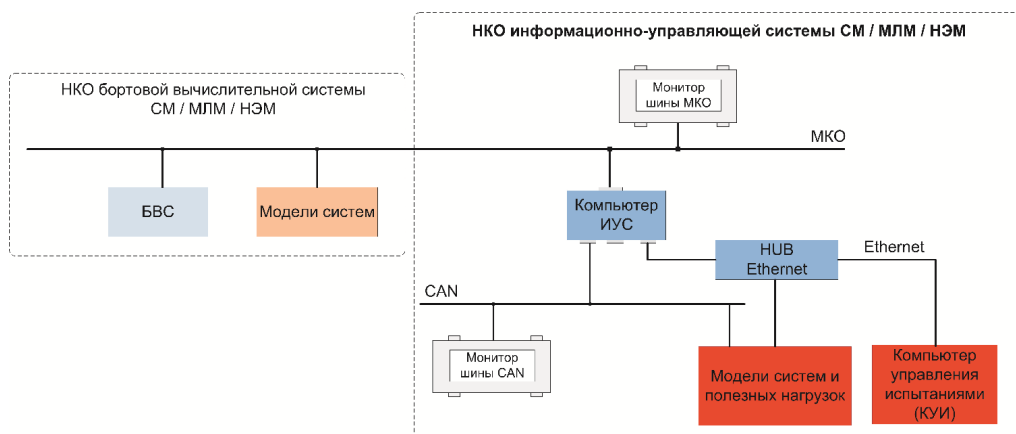 НКО информационно-управляющей системы СМ / МЛМ / НЭМ
НКО бортовой вычислительной системы
СМ / МЛМ / НЭМ
Монитор
шины МКО
МКО
БВС
Модели систем
Компьютер
ИУС
HUB
Ethernet
Ethernet
CAN
Монитор
шины CAN
Модели систем и
полезных нагрузок
Компьютер
управления
испытаниями
(КУИ)